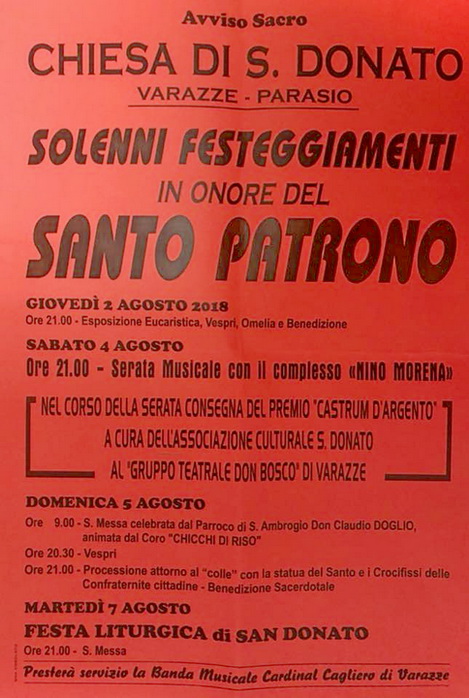 Avviso Sacro
CHIESA DI S. DONATO
VARAZZE - PARASIO
SOLENNI FESTEGGIAMENTI
IN ONORE DEL
SANTO PATRONO
GIOVEDÌ 2 AGOSTO 2018
Ore 21.00 - Esposizione Eucaristica, Vespri, Omelia e Benedizione
SABATO 4 AGOSTO
Ore 21.00 - Serata Musicale con il complesso «NINO MORENA»
NEL CORSO DELLA SERATA CONSEGNA DEL PREMIO "CASTRUM D'ARGENTO"
A CURA DELL'ASSOCIAZIONE CULTURALE S. DONATO
AL "GRUPPO TEATRALE DON BOSCO" DI VARAZZE
DOMENICA 5 AGOSTO
Ore 9.00 - S. Messa celebrata dal Parroco di S. Ambrogio Don Claudio DOGLIO,
animata dal Coro "CHICCHI DI RISO"
Ore 20.30 - Vespri
Ore 21.00 - Processione attorno al "colle" con la statua del Santo e i Crocifissi delle
Confraternite cittadine - Benedizione Sacerdotale
MARTEDÌ 7 AGOSTO
FESTA LITURGICA di SAN DONATO
Ore 21.00 - S. Messa
Presterà servizio la Banda Musicale Cardinal Cagliero di Varazze